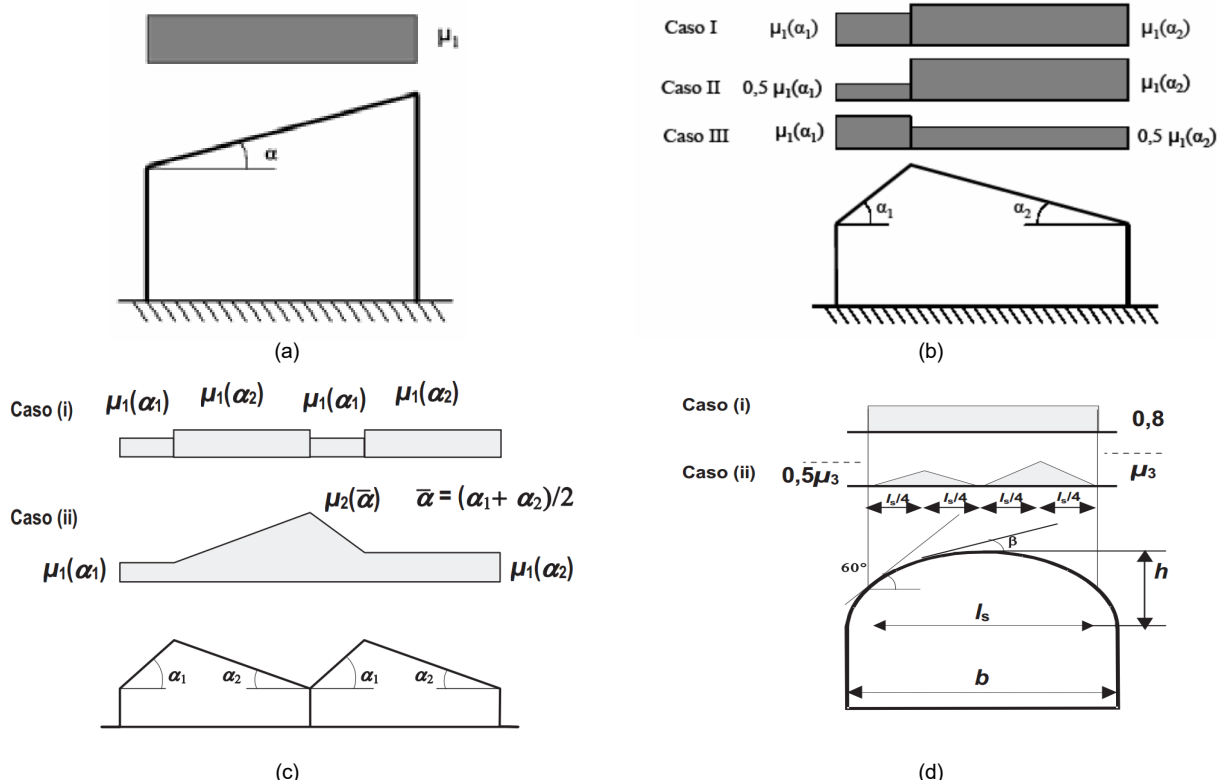 μ₁
α
(a)
Caso I μ₁(α₁) μ₁(α₂)
Caso II 0,5 μ₁(α₁) μ₁(α₂)
Caso III μ₁(α₁) 0,5 μ₁(α₂)
α₁ α₂
(b)
Caso (i) μ₁(α₁) μ₁(α₂) μ₁(α₁) μ₁(α₂)
μ₂(ᾱ) ᾱ = (α₁+ α₂)/2
Caso (ii)
μ₁(α₁) μ₁(α₂)
α₁ α₂ α₁ α₂
(c)
Caso (i) 0,8
Caso (ii) 0,5μ₃ μ₃
lₛ/4 lₛ/4 lₛ/4 lₛ/4
β
60°
h
lₛ
b
(d)